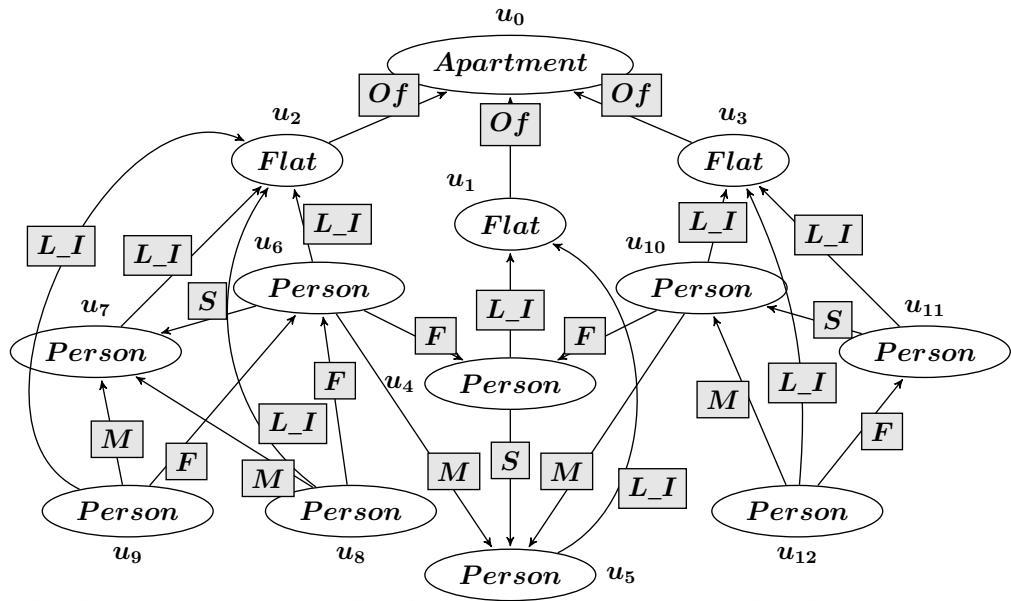 u0
Apartment
Of
Of
Of
u2
u3
Flat
Flat
u1
Flat
L_I
L_I
L_I
L_I
L_I
u6
u10
Person
Person
u7
S
L_I
S
u11
Person
F
F
Person
Person
u4
F
L_I
M
L_I
M
F
M
F
M
S
M
M
L_I
Person
Person
Person
u9
u8
u12
Person
u5